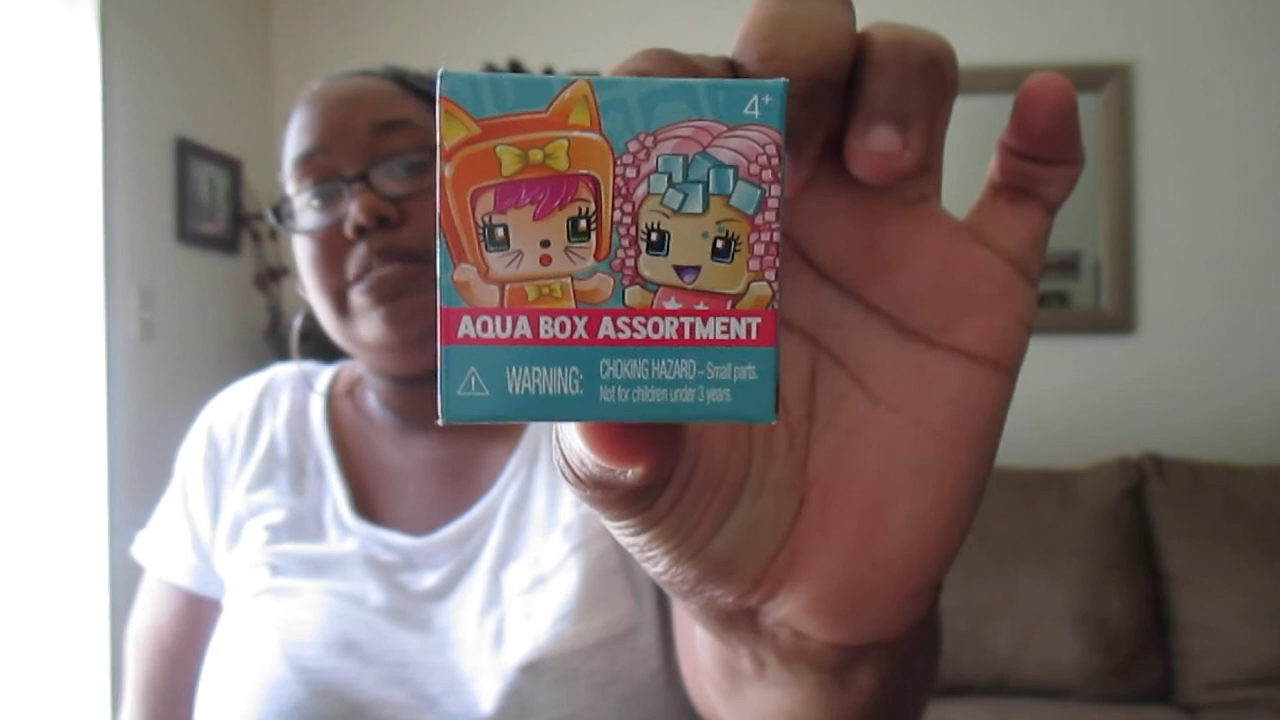 4+
AQUA BOX ASSORTMENT
WARNING: CHOKING HAZARD – Small parts.
Not for children under 3 years.